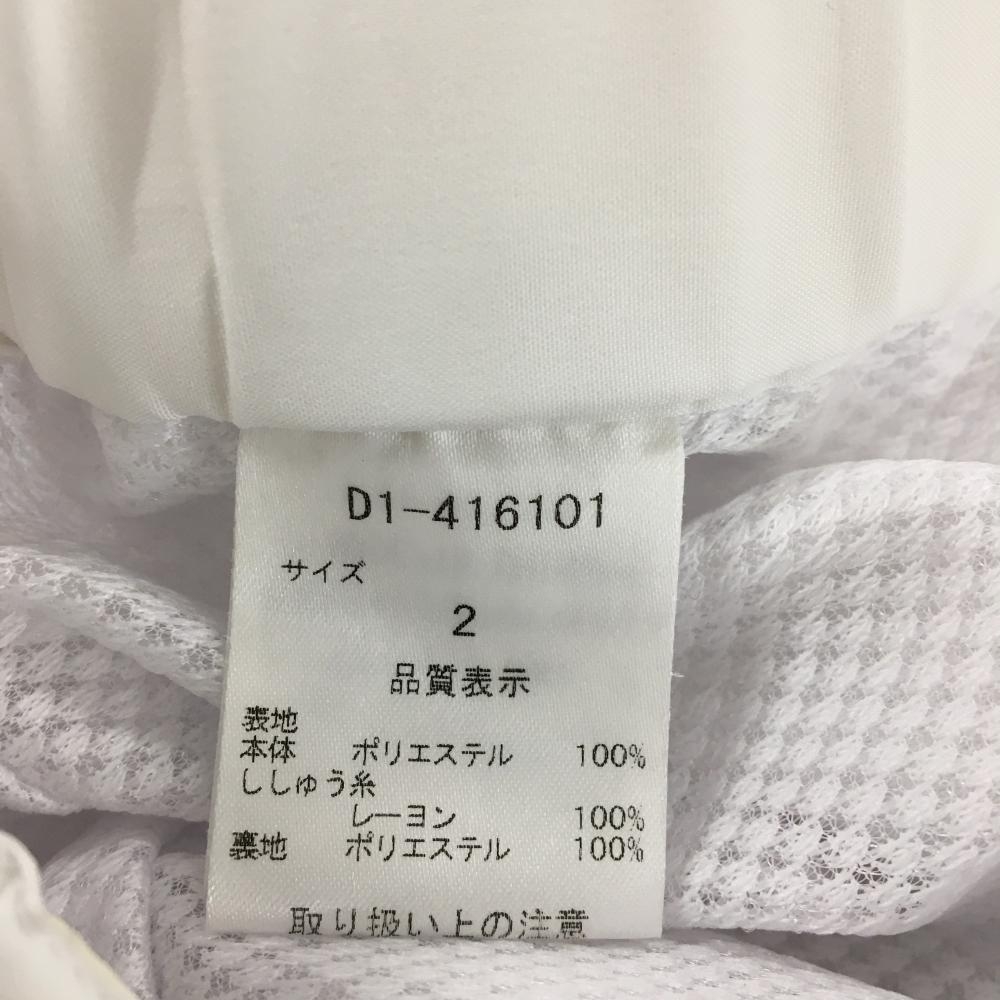 D1-416101
サイズ
2
品質表示
表地
本体 ポリエステル 100%
ししゅう糸
レーヨン 100%
裏地 ポリエステル 100%
取り扱い上の注意